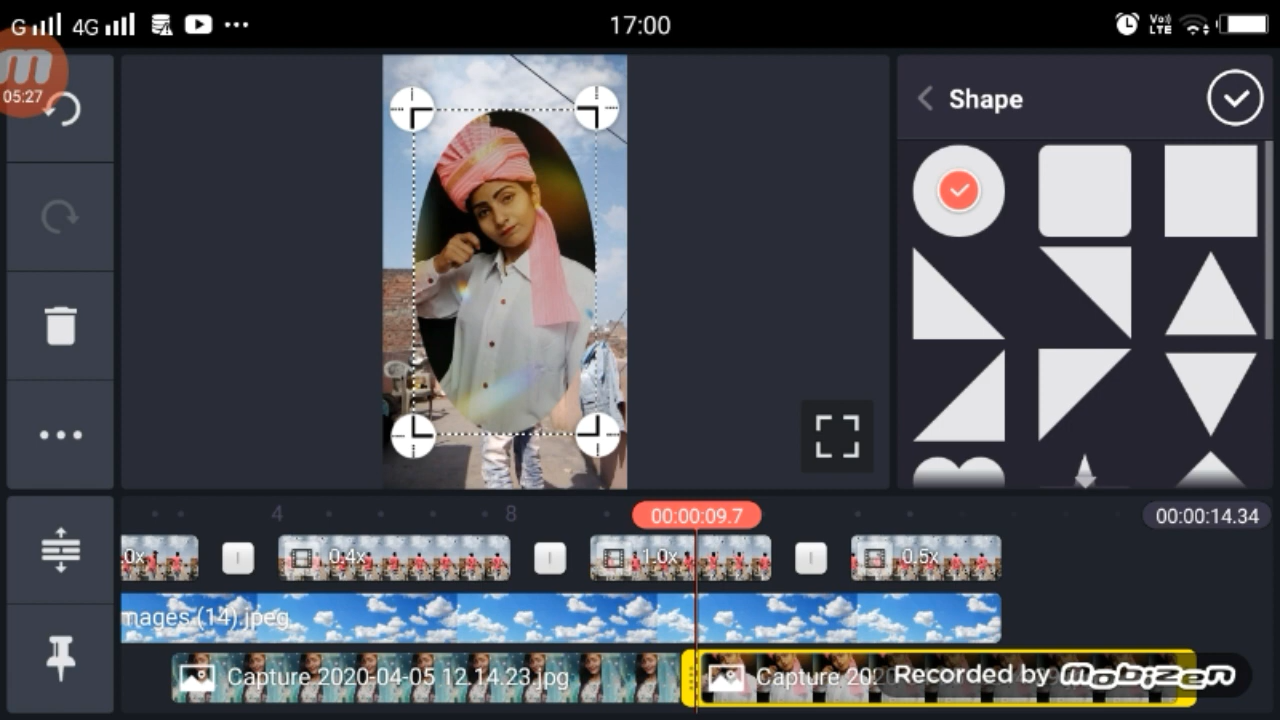 G 4G 17:00 Vo)) LTE
m
05:27
Shape
4 8 00:00:09.7 00:00:14.34
.0x 0.4x 1.0x 0.5x
mages (14).jpeg
Capture 2020-04-05 12.14.23.jpg Capture 202
Recorded by mobizen